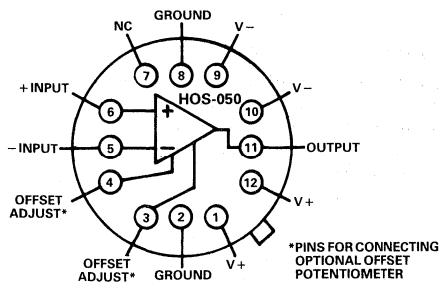 GROUND
NC
V−
7
8
9
+INPUT
HOS-050
V−
6
+
10
−INPUT
5
−
11
OUTPUT
4
12
OFFSET
ADJUST*
V+
3
2
1
OFFSET
ADJUST*
GROUND
V+
*PINS FOR CONNECTING
OPTIONAL OFFSET
POTENTIOMETER